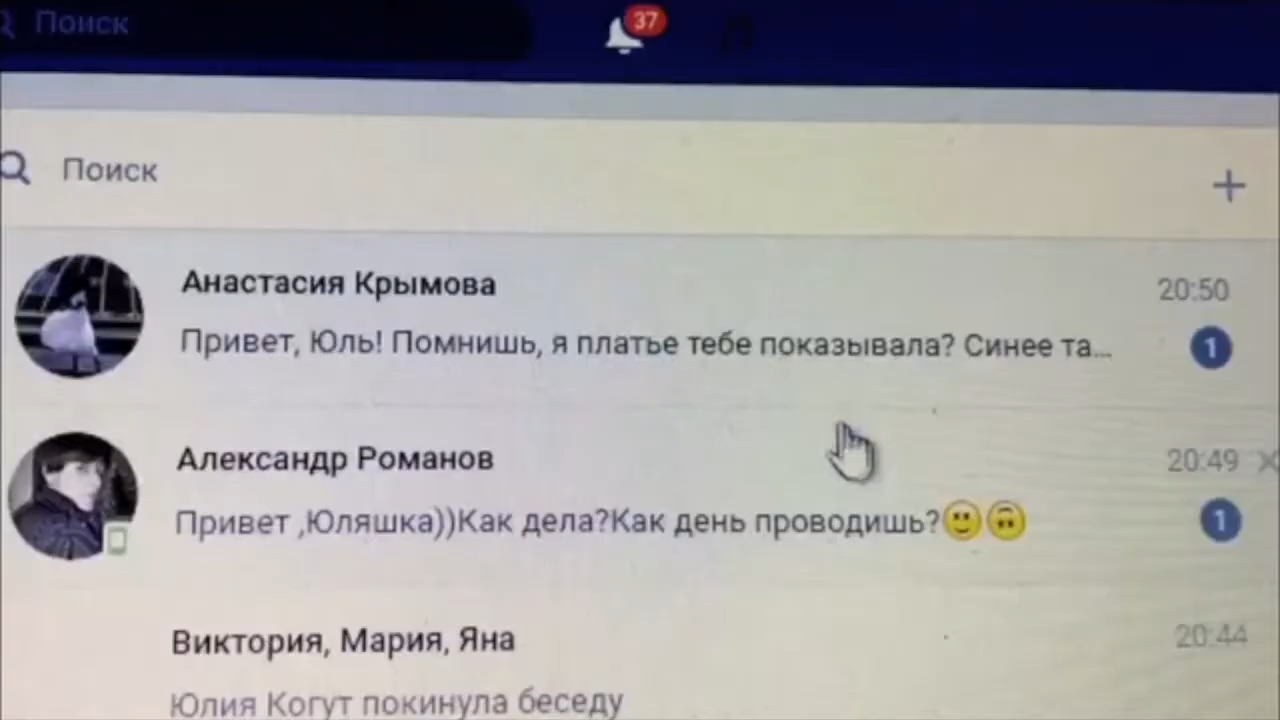 Поиск
37
Поиск
Анастасия Крымова
20:50
Привет, Юль! Помнишь, я платье тебе показывала? Синее та...
1
Александр Романов
20:49
Привет ,Юляшка))Как дела?Как день проводишь?🙂🙃
1
Виктория, Мария, Яна
20:44
Юлия Когут покинула беседу